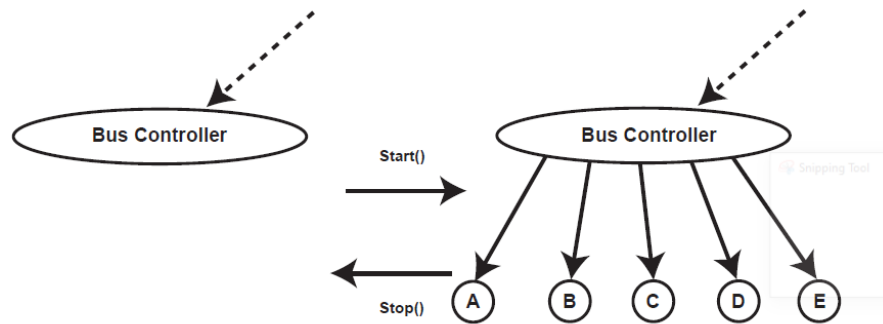 Bus Controller
Bus Controller
Start()
Snipping Tool
Stop()
A
B
C
D
E